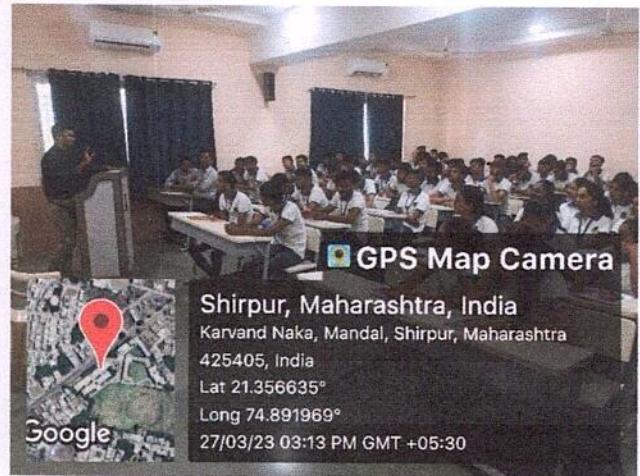 GPS Map Camera
Shirpur, Maharashtra, India
Karvand Naka, Mandal, Shirpur, Maharashtra
425405, India
Lat 21.356635°
Long 74.891969°
27/03/23 03:13 PM GMT +05:30
Google